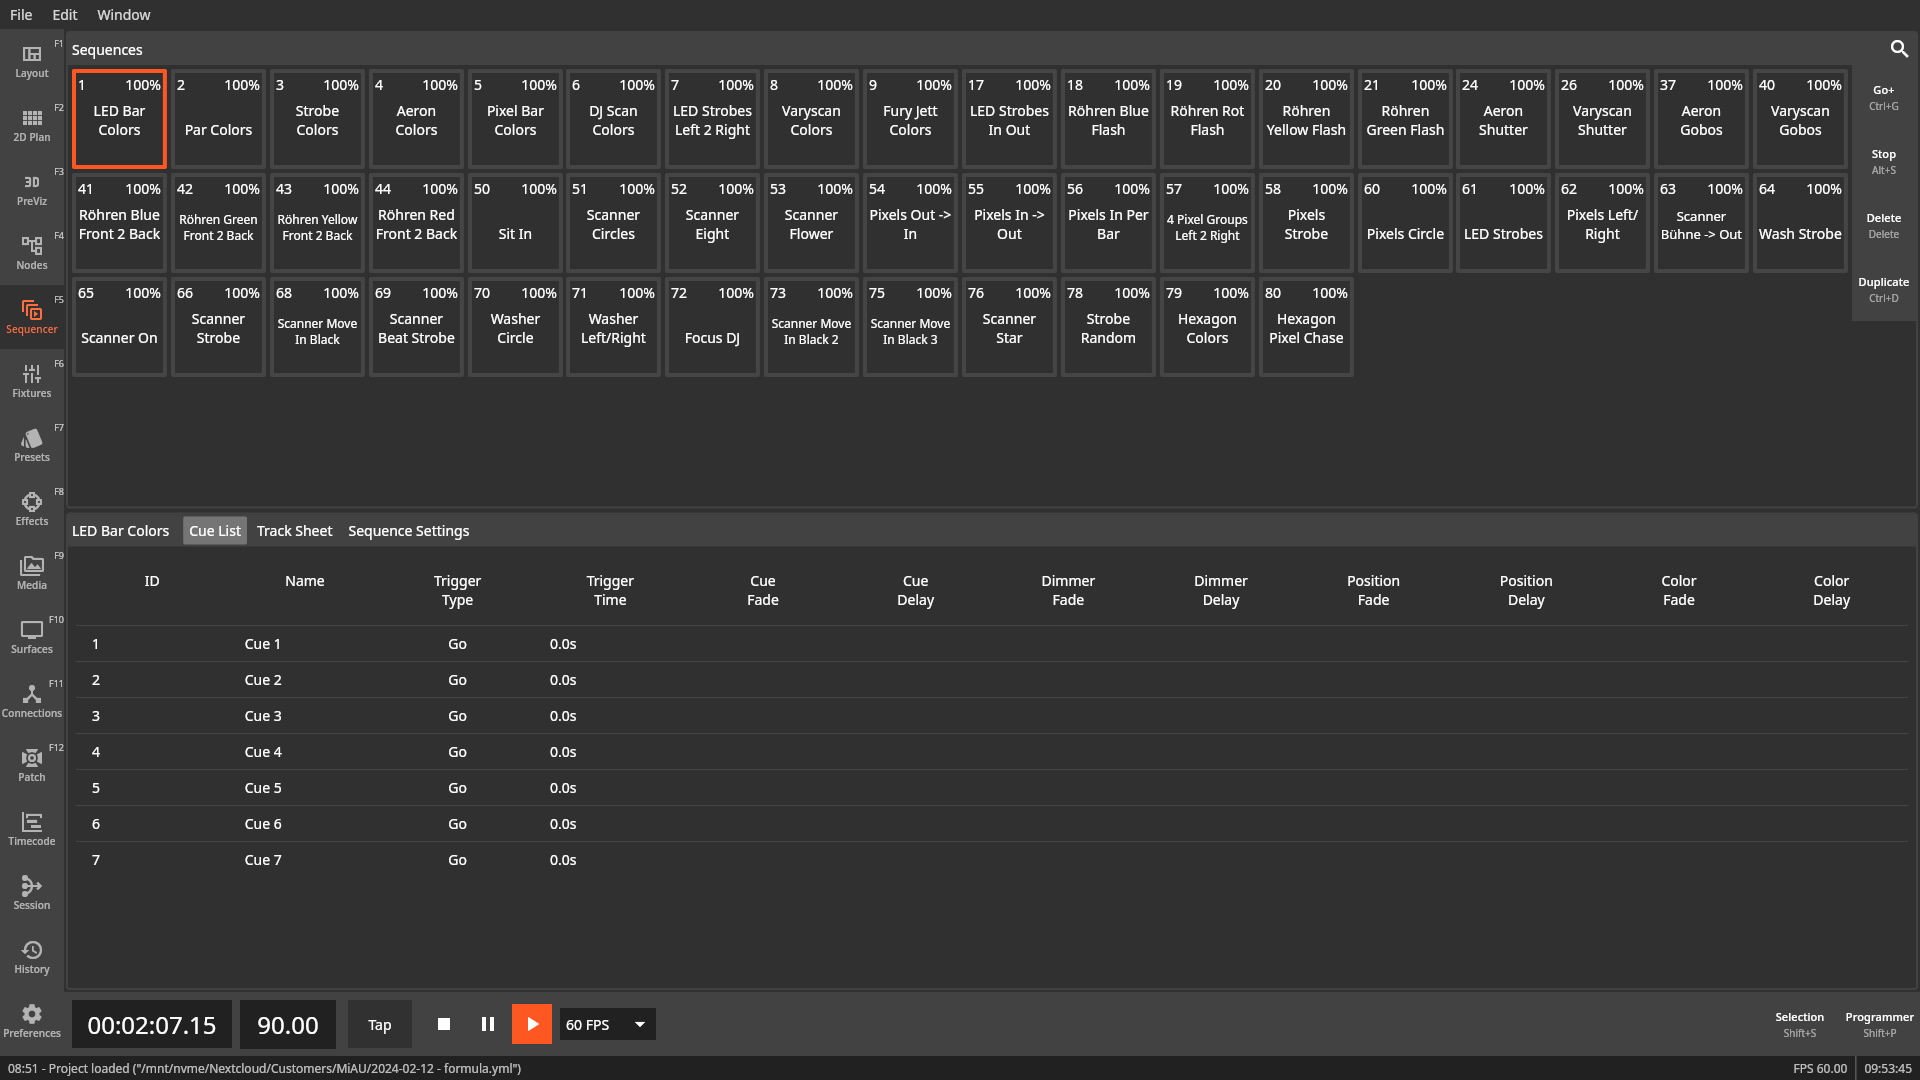 File Edit Window
F1
Layout
F2
2D Plan
F3
3D
PreViz
F4
Nodes
F5
Sequencer
F6
Fixtures
F7
Presets
F8
Effects
F9
Media
F10
Surfaces
F11
Connections
F12
Patch
Timecode
Session
History
Preferences
Sequences
1 100%
LED Bar
Colors
2 100%
Par Colors
3 100%
Strobe
Colors
4 100%
Aeron
Colors
5 100%
Pixel Bar
Colors
6 100%
DJ Scan
Colors
7 100%
LED Strobes
Left 2 Right
8 100%
Varyscan
Colors
9 100%
Fury Jett
Colors
17 100%
LED Strobes
In Out
18 100%
Röhren Blue
Flash
19 100%
Röhren Rot
Flash
20 100%
Röhren
Yellow Flash
21 100%
Röhren
Green Flash
24 100%
Aeron
Shutter
26 100%
Varyscan
Shutter
37 100%
Aeron
Gobos
40 100%
Varyscan
Gobos
41 100%
Röhren Blue
Front 2 Back
42 100%
Röhren Green
Front 2 Back
43 100%
Röhren Yellow
Front 2 Back
44 100%
Röhren Red
Front 2 Back
50 100%
Sit In
51 100%
Scanner
Circles
52 100%
Scanner
Eight
53 100%
Scanner
Flower
54 100%
Pixels Out ->
In
55 100%
Pixels In ->
Out
56 100%
Pixels In Per
Bar
57 100%
4 Pixel Groups
Left 2 Right
58 100%
Pixels
Strobe
60 100%
Pixels Circle
61 100%
LED Strobes
62 100%
Pixels Left/
Right
63 100%
Scanner
Bühne -> Out
64 100%
Wash Strobe
65 100%
Scanner On
66 100%
Scanner
Strobe
68 100%
Scanner Move
In Black
69 100%
Scanner
Beat Strobe
70 100%
Washer
Circle
71 100%
Washer
Left/Right
72 100%
Focus DJ
73 100%
Scanner Move
In Black 2
75 100%
Scanner Move
In Black 3
76 100%
Scanner
Star
78 100%
Strobe
Random
79 100%
Hexagon
Colors
80 100%
Hexagon
Pixel Chase
Go+
Ctrl+G
Stop
Alt+S
Delete
Delete
Duplicate
Ctrl+D
LED Bar Colors Cue List Track Sheet Sequence Settings
ID Name Trigger Type Trigger Time Cue Fade Cue Delay Dimmer Fade Dimmer Delay Position Fade Position Delay Color Fade Color Delay
1 Cue 1 Go 0.0s
2 Cue 2 Go 0.0s
3 Cue 3 Go 0.0s
4 Cue 4 Go 0.0s
5 Cue 5 Go 0.0s
6 Cue 6 Go 0.0s
7 Cue 7 Go 0.0s
00:02:07.15 90.00 Tap 60 FPS
Selection
Shift+S
Programmer
Shift+P
08:51 - Project loaded ("/mnt/nvme/Nextcloud/Customers/MiAU/2024-02-12 - formula.yml")
FPS 60.00 09:53:45